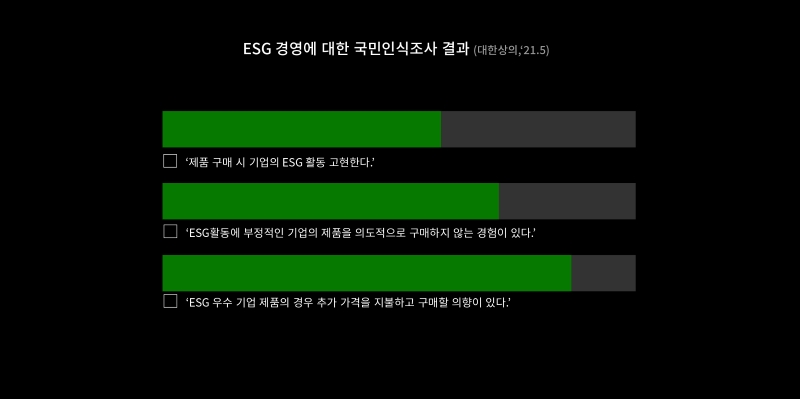 ESG 경영에 대한 국민인식조사 결과 (대한상의,‘21.5)
‘제품 구매 시 기업의 ESG 활동 고현한다.’
‘ESG활동에 부정적인 기업의 제품을 의도적으로 구매하지 않는 경험이 있다.’
‘ESG 우수 기업 제품의 경우 추가 가격을 지불하고 구매할 의향이 있다.’